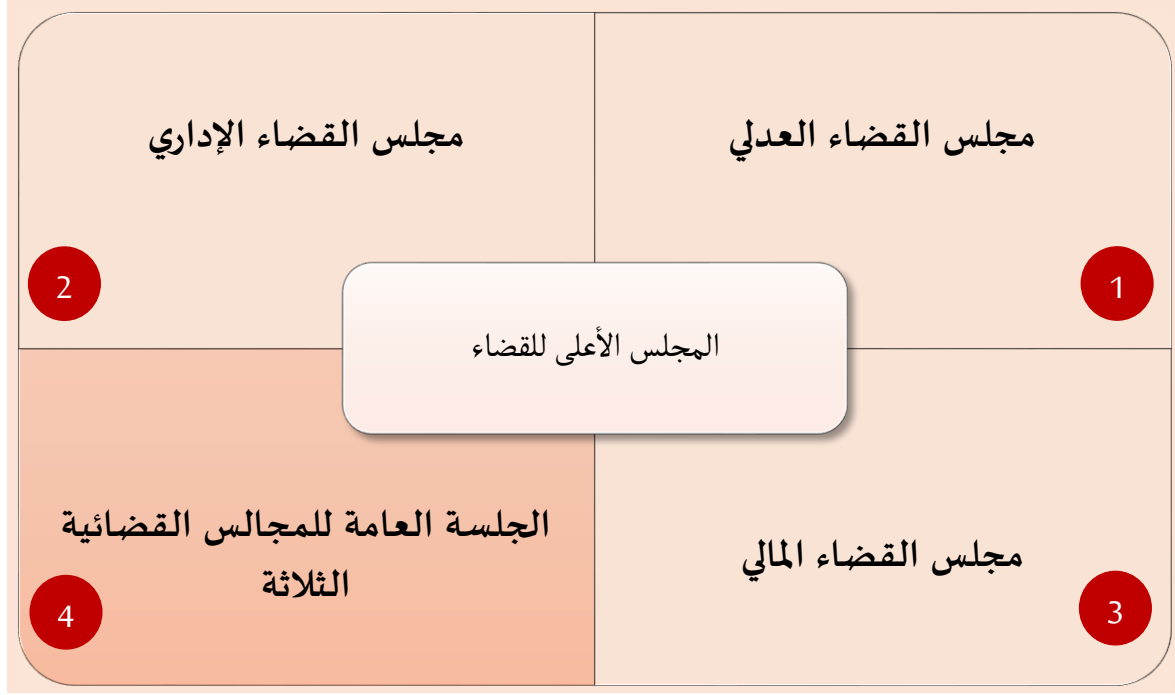 مجلس القضاء العدلي
1
مجلس القضاء الإداري
2
المجلس الأعلى للقضاء
مجلس القضاء المالي
3
الجلسة العامة للمجالس القضائية
الثلاثة
4